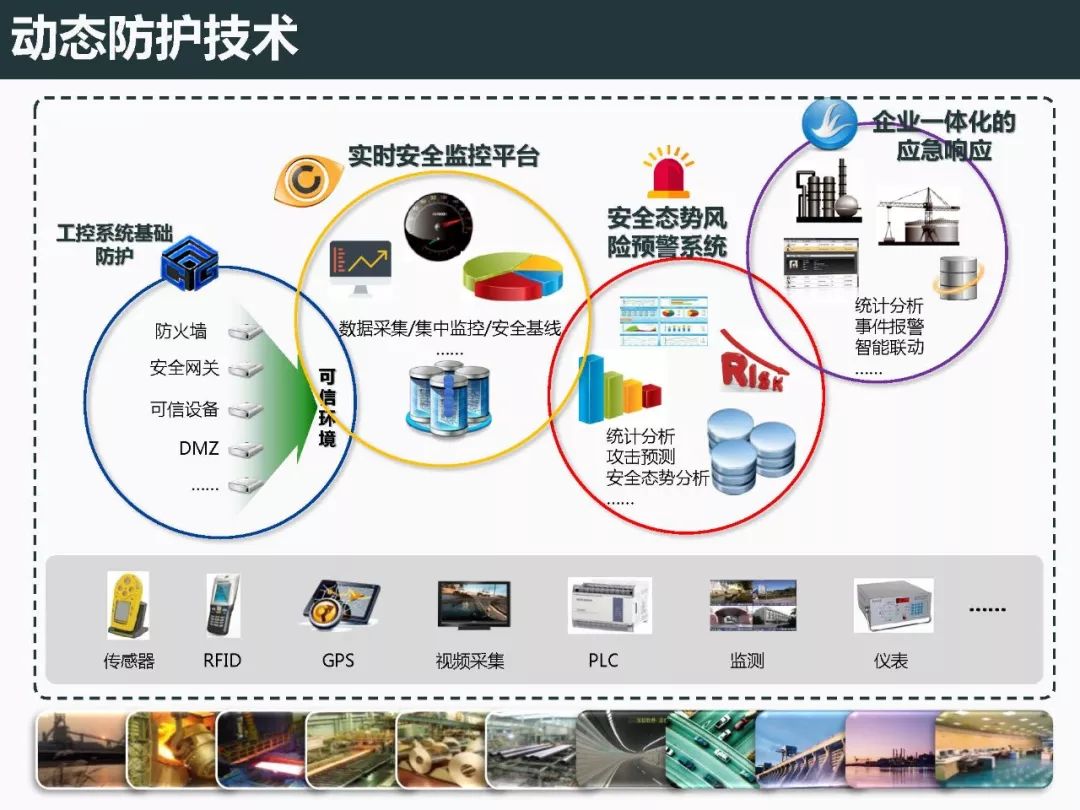 动态防护技术
企业一体化的
应急响应
实时安全监控平台
安全态势风
险预警系统
工控系统基础
防护
防火墙
安全网关
可信设备
DMZ
......
可信环境
数据采集/集中监控/安全基线
......
统计分析
攻击预测
安全态势分析
......
RISK
统计分析
事件报警
智能联动
......
传感器
RFID
GPS
视频采集
PLC
监测
仪表
......